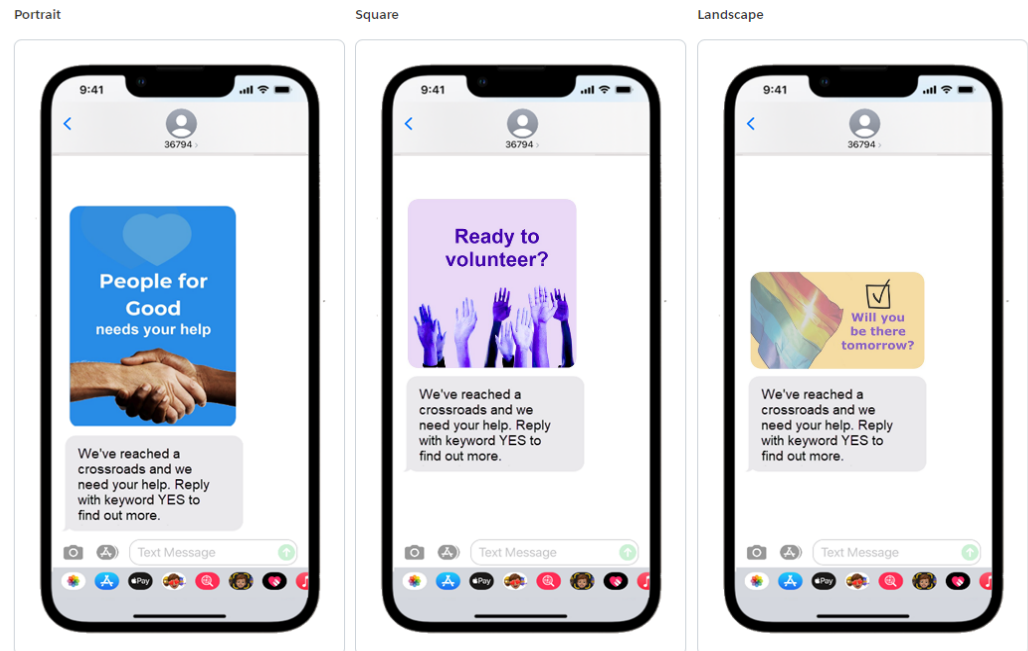 Portrait
Square
Landscape
9:41
36794
People for
Good
needs your help
We've reached a
crossroads and we
need your help. Reply
with keyword YES to
find out more.
Text Message
Pay
9:41
36794
Ready to
volunteer?
We've reached a
crossroads and we
need your help. Reply
with keyword YES to
find out more.
Text Message
Pay
9:41
36794
Will you
be there
tomorrow?
We've reached a
crossroads and we
need your help. Reply
with keyword YES to
find out more.
Text Message
Pay